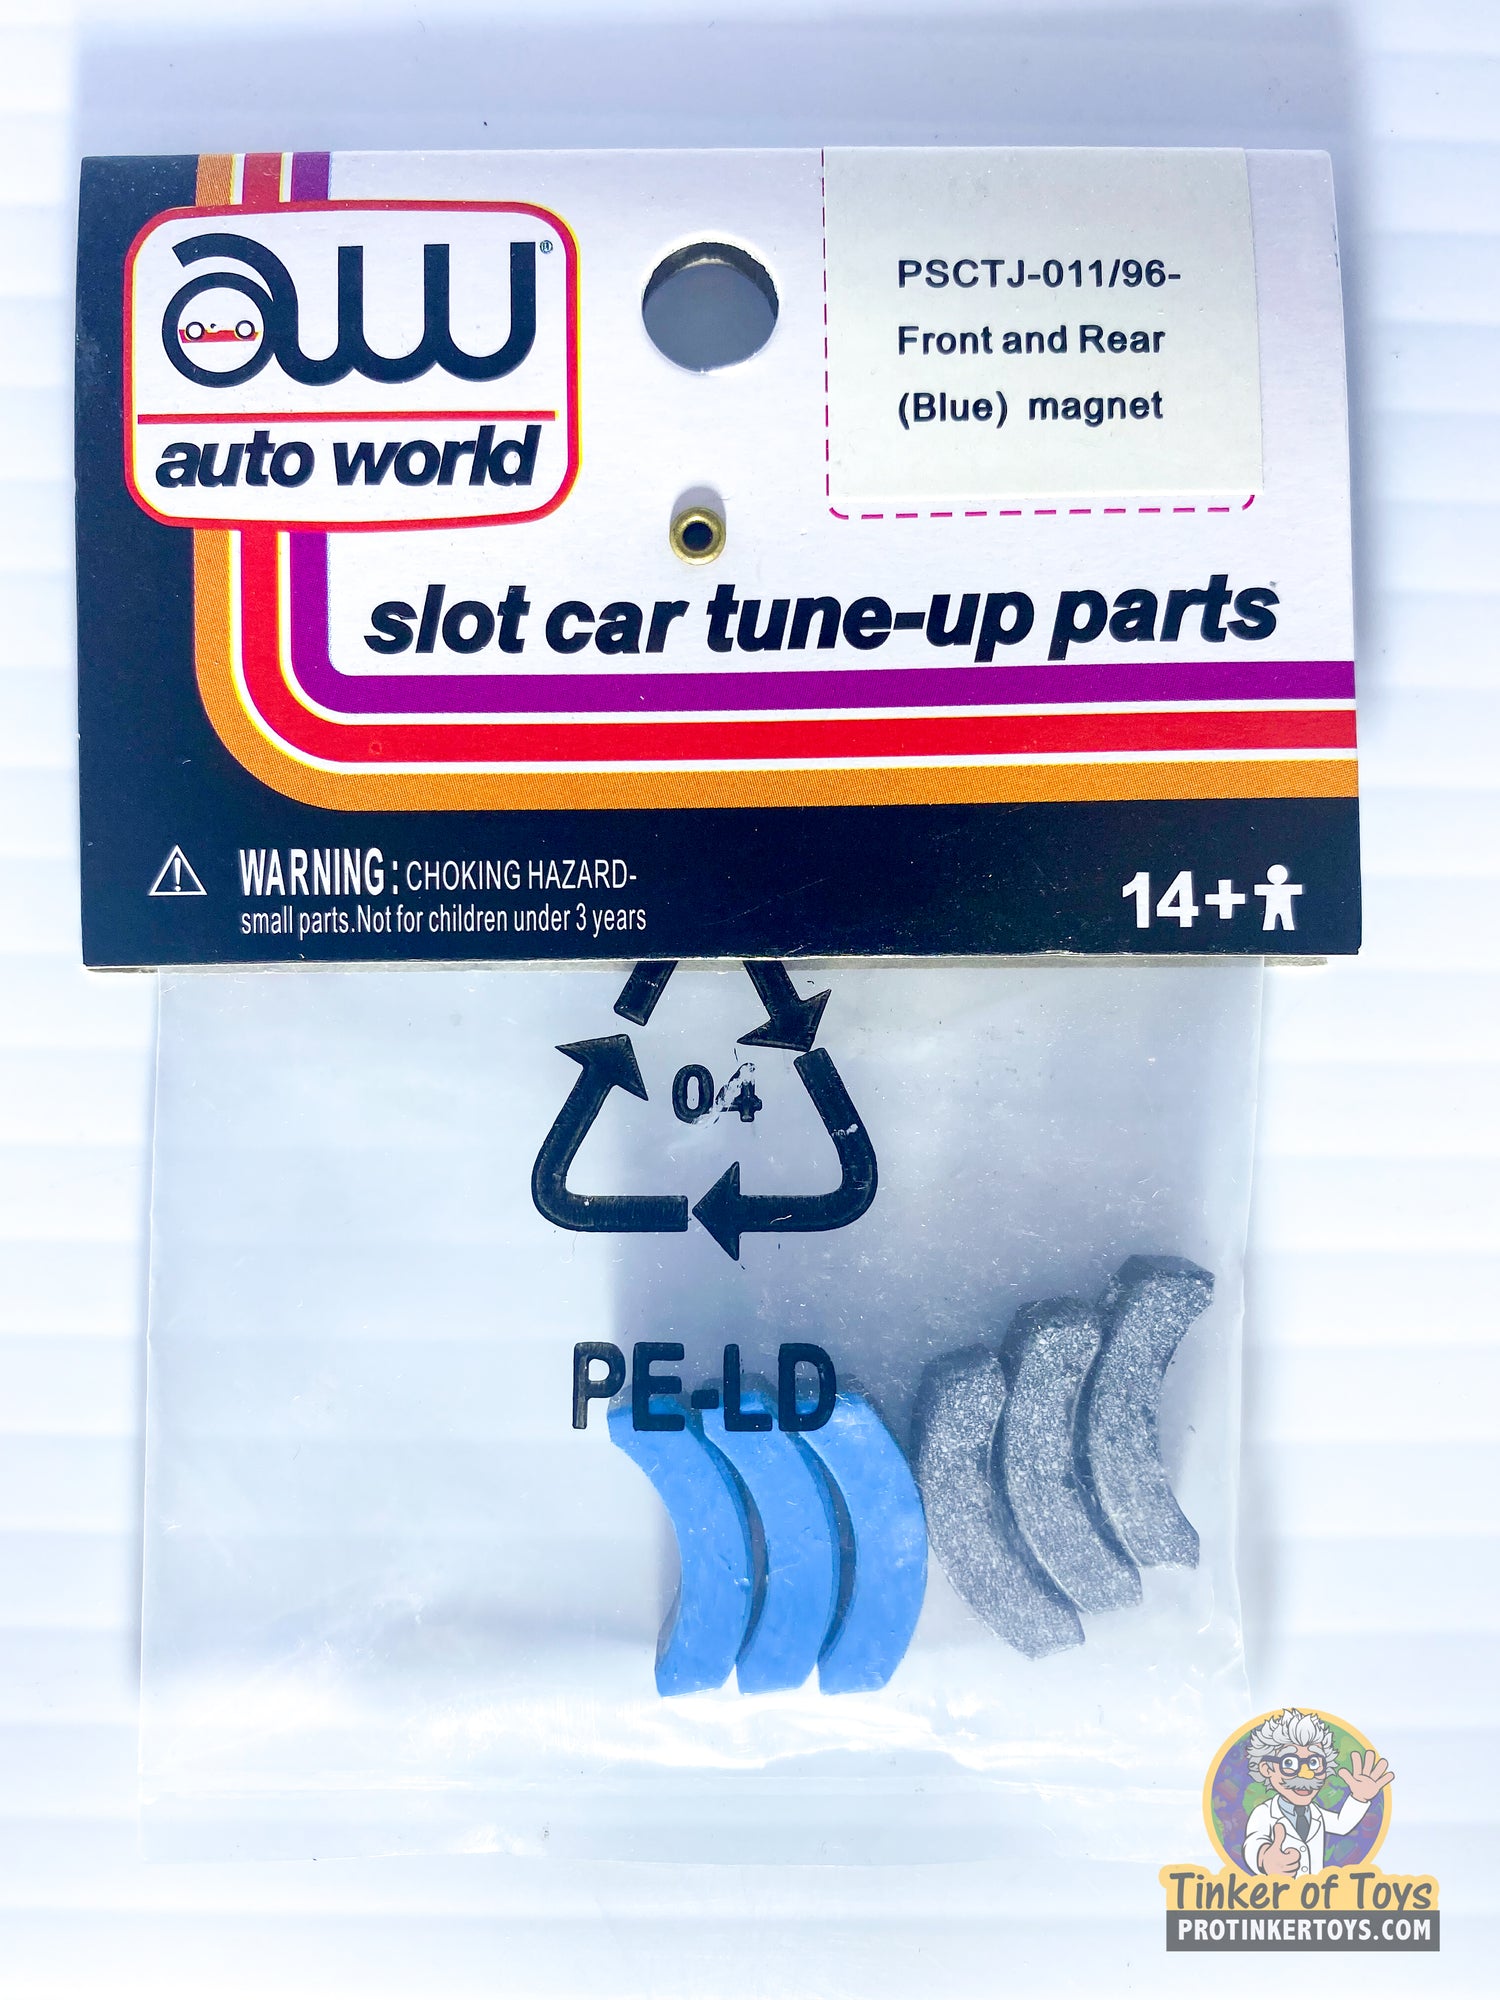 aw®
auto world
PSCTJ-011/96-
Front and Rear
(Blue) magnet
slot car tune-up parts
WARNING: CHOKING HAZARD-
small parts.Not for children under 3 years
14+
04
PE-LD
Tinker of Toys
PROTINKERTOYS.COM